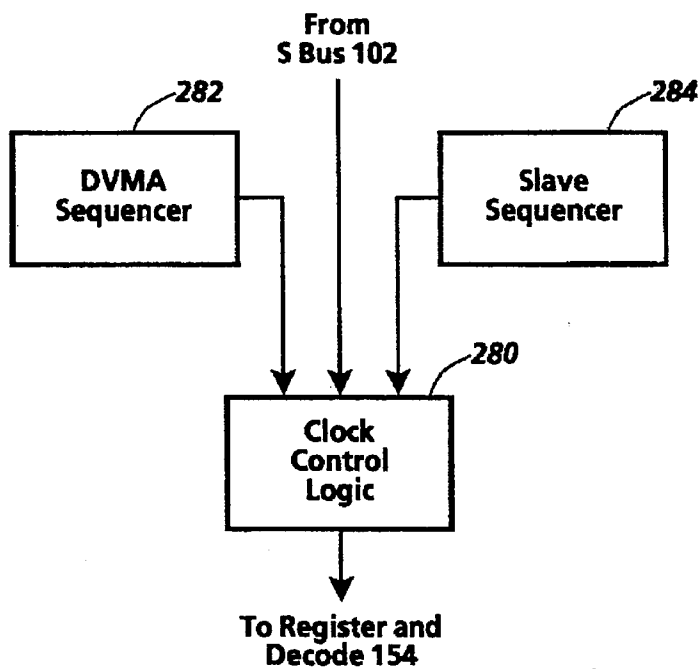 From
S Bus 102
282
284
DVMA
Sequencer
Slave
Sequencer
280
Clock
Control
Logic
To Register and
Decode 154